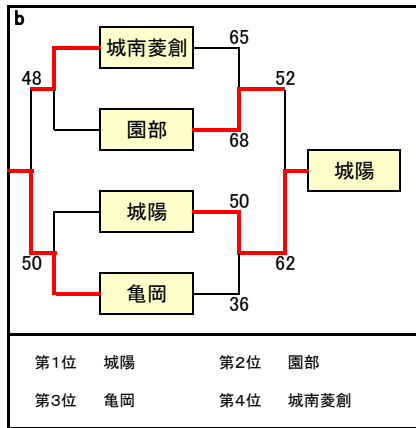 b
城南菱創 65
48 52
園部 68
城陽
城陽 50
50 62
亀岡 36
第1位 城陽 第2位 園部
第3位 亀岡 第4位 城南菱創